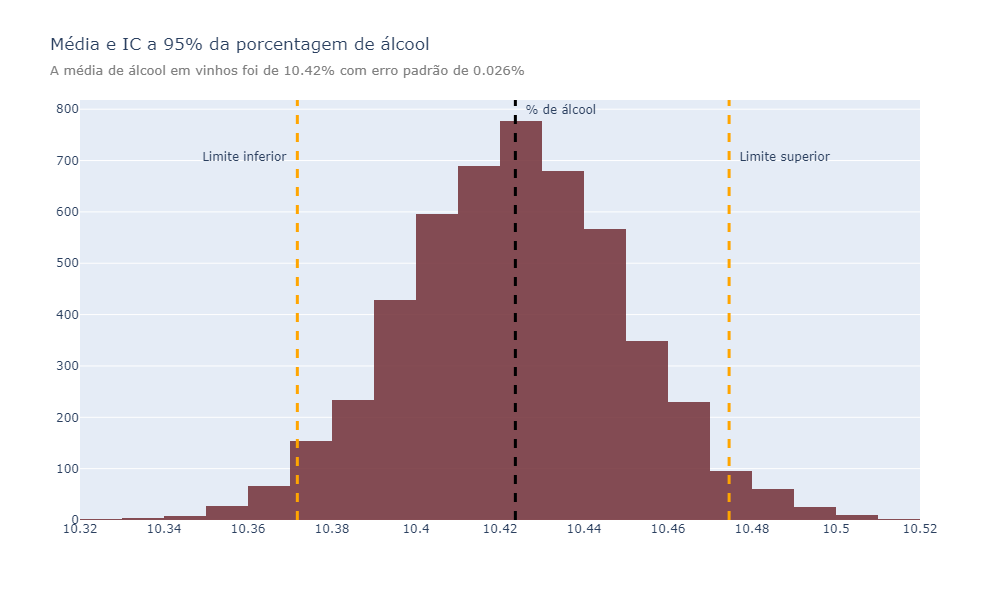 Média e IC a 95% da porcentagem de álcool
A média de álcool em vinhos foi de 10.42% com erro padrão de 0.026%
% de álcool
Limite inferior
Limite superior
800
700
600
500
400
300
200
100
0
10.32 10.34 10.36 10.38 10.4 10.42 10.44 10.46 10.48 10.5 10.52